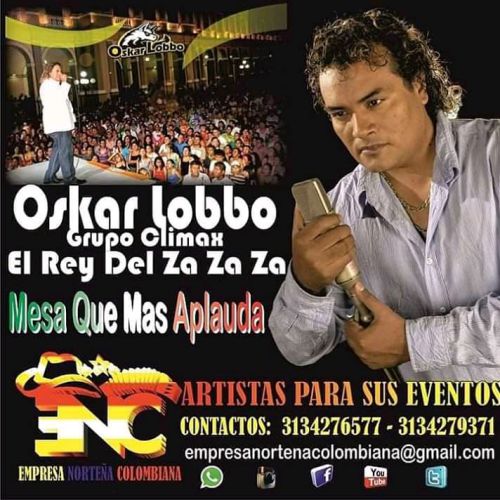 Oskar Lobbo
Oskar Lobbo
Grupo Climax
El Rey Del Za Za Za
Mesa Que Mas Aplauda
ENC
EMPRESA NORTEÑA COLOMBIANA
ARTISTAS PARA SUS EVENTOS
CONTACTOS: 3134276577 - 3134279371
empresanortenacolombiana@gmail.com
You
Tube